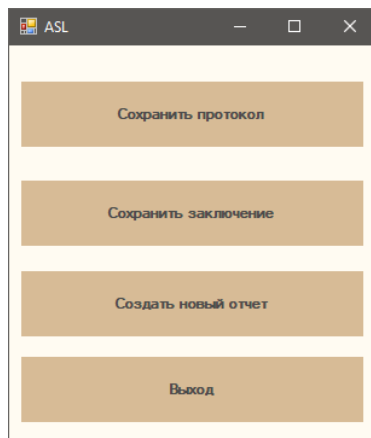 ASL
Сохранить протокол
Сохранить заключение
Создать новый отчет
Выход